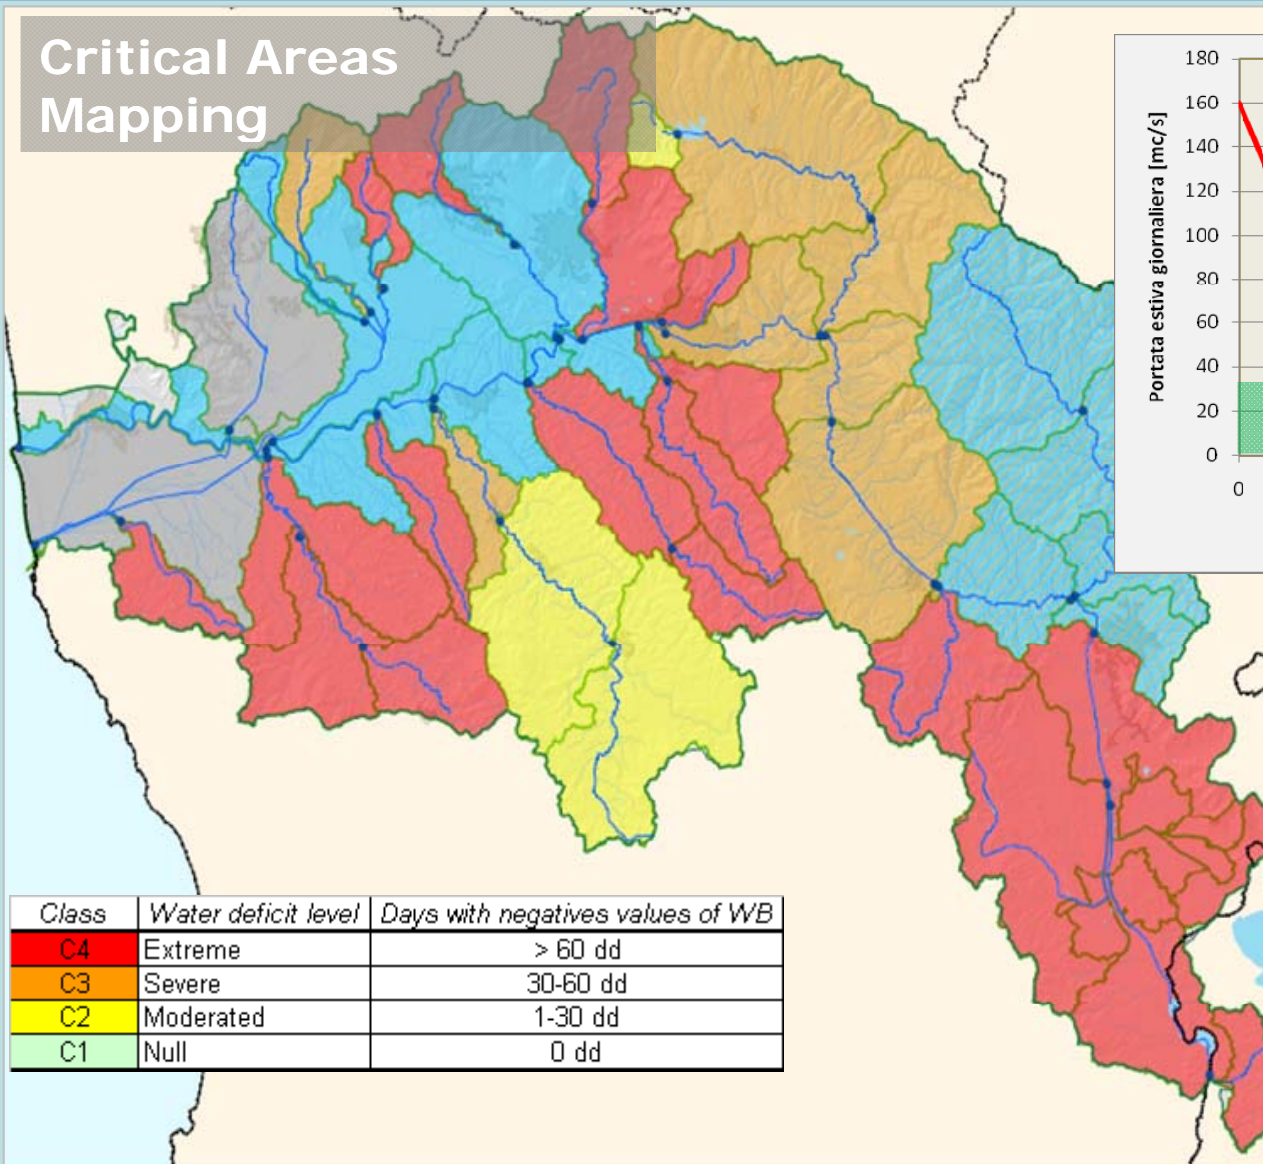 Critical Areas
Mapping
Portata estiva giornaliera [mc/s]
180
160
140
120
100
80
60
40
20
0
0
Class Water deficit level Days with negatives values of WB
C4 Extreme > 60 dd
C3 Severe 30-60 dd
C2 Moderated 1-30 dd
C1 Null 0 dd